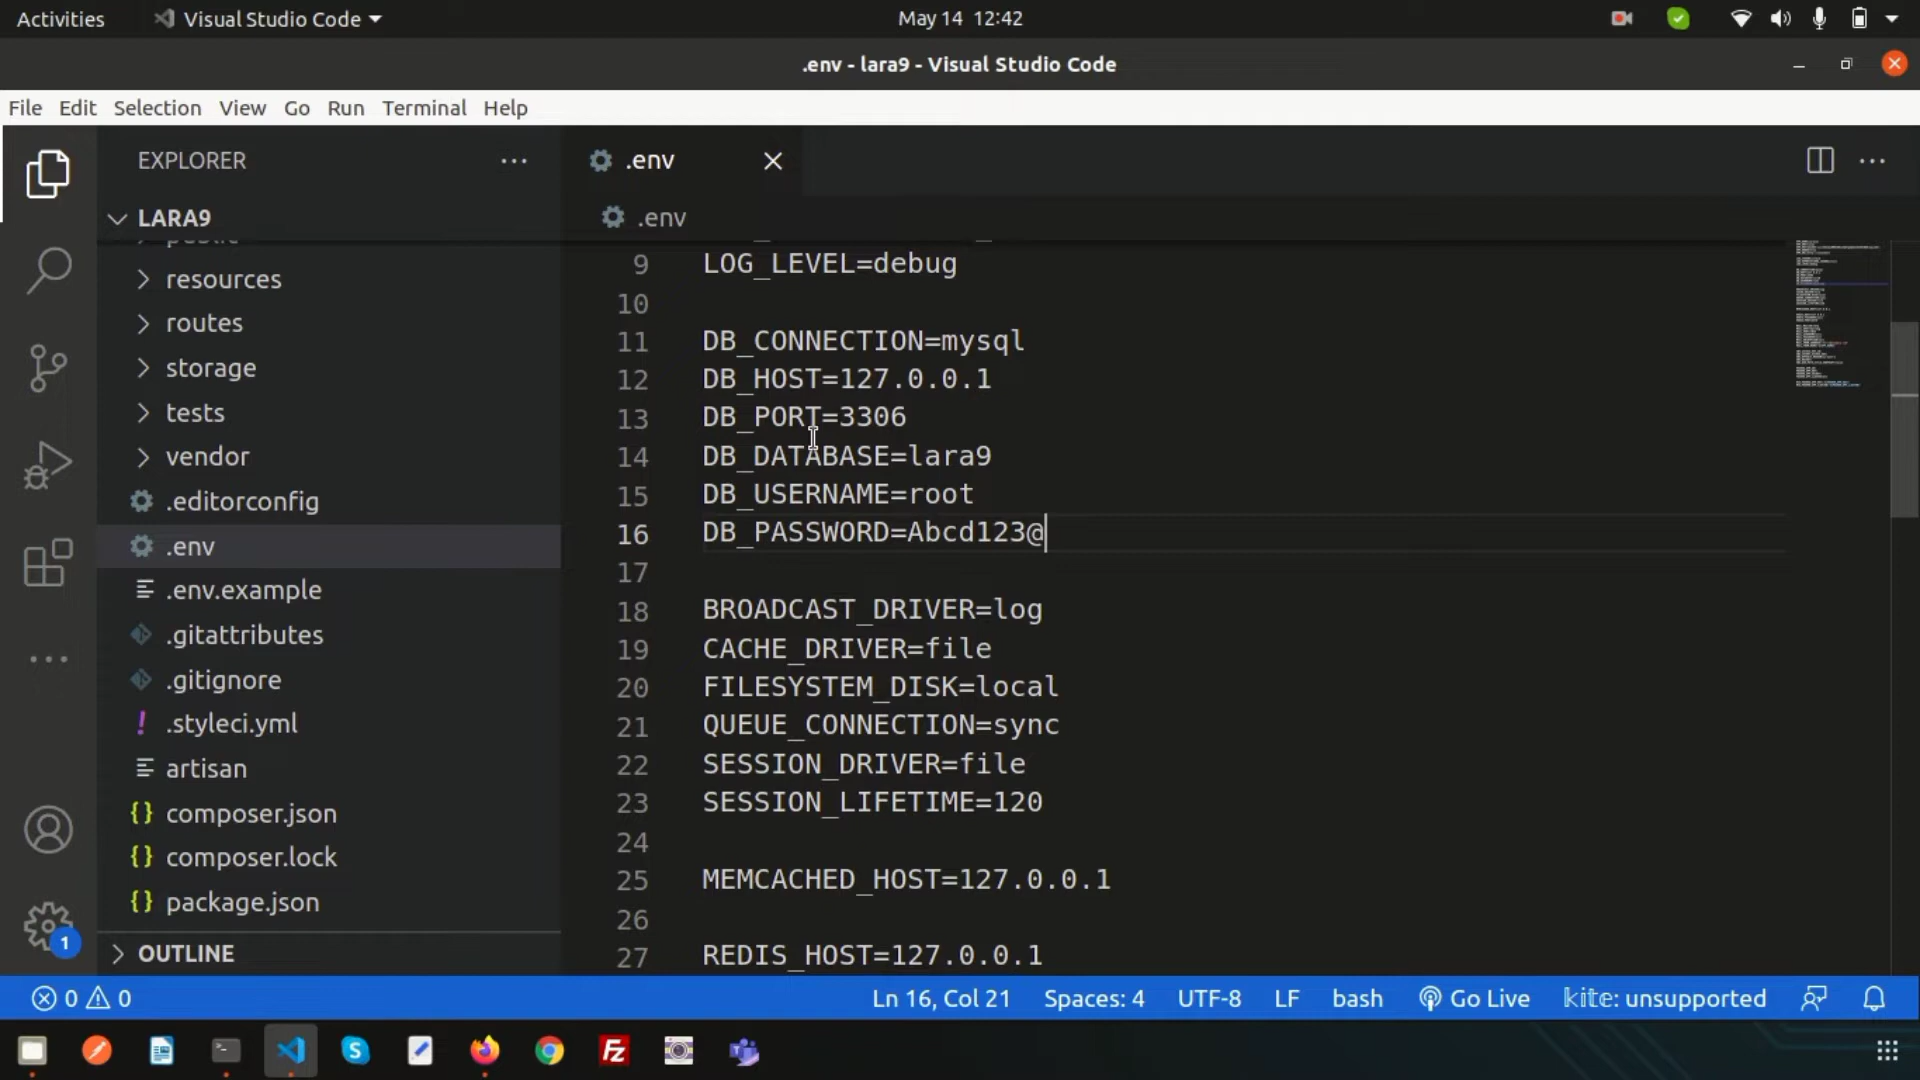 Activities
Visual Studio Code
May 14 12:42
.env - lara9 - Visual Studio Code
File Edit Selection View Go Run Terminal Help
EXPLORER
.env
LARA9
.env
public
resources
routes
storage
tests
vendor
.editorconfig
.env
.env.example
.gitattributes
.gitignore
.styleci.yml
artisan
composer.json
composer.lock
package.json
OUTLINE
9 LOG_LEVEL=debug
10
11 DB_CONNECTION=mysql
12 DB_HOST=127.0.0.1
13 DB_PORT=3306
14 DB_DATABASE=lara9
15 DB_USERNAME=root
16 DB_PASSWORD=Abcd123@
17
18 BROADCAST_DRIVER=log
19 CACHE_DRIVER=file
20 FILESYSTEM_DISK=local
21 QUEUE_CONNECTION=sync
22 SESSION_DRIVER=file
23 SESSION_LIFETIME=120
24
25 MEMCACHED_HOST=127.0.0.1
26
27 REDIS_HOST=127.0.0.1
1
0 0 Ln 16, Col 21 Spaces: 4 UTF-8 LF bash Go Live kite: unsupported